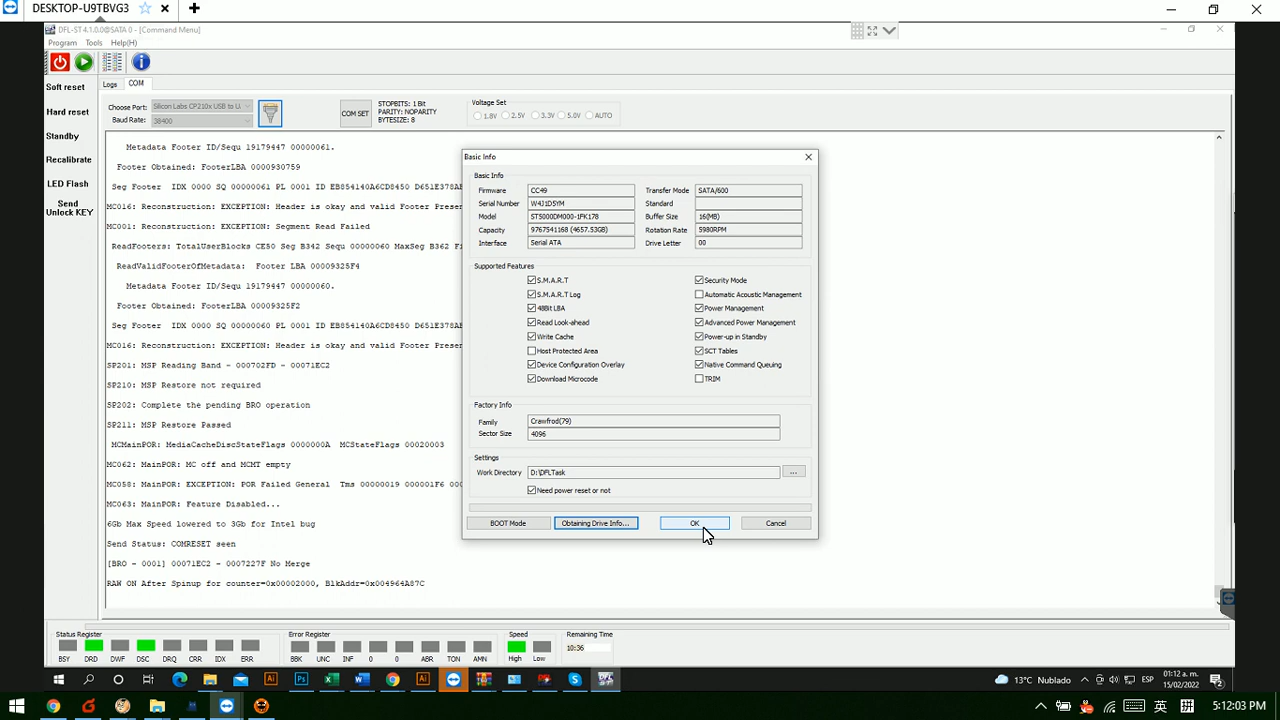 DESKTOP-U9TBVG3
DFL-ST 4.1.0.0@SATA 0 - [Command Menu]
Program Tools Help(H)
Soft reset
Hard reset
Standby
Recalibrate
LED Flash
Send
Unlock KEY
Logs COM
Choose Port: Silicon Labs CP210x USB to U
Baud Rate: 38400
COM SET
STOPBITS: 1 Bit
PARITY: NOPARITY
BYTESIZE: 8
Voltage Set
1.8V 2.5V 3.3V 5.0V AUTO
Metadata Footer ID/Sequ 19179447 00000061.
Footer Obtained: FooterLBA 0000930759
Seg Footer IDX 0000 SQ 00000061 PL 0001 ID EB854140A6CD8450 D651E378AE
MC016: Reconstruction: EXCEPTION: Header is okay and valid Footer Preser
MC001: Reconstruction: EXCEPTION: Segment Read Failed
ReadFooters: TotalUserBlocks CE50 Seg B342 Sequ 00000060 MaxSeg B362 F
ReadValidFooterOfMetadata: Footer LBA 00009325F4
Metadata Footer ID/Sequ 19179447 00000060.
Footer Obtained: FooterLBA 00009325F2
Seg Footer IDX 0000 SQ 00000060 PL 0001 ID EB854140A6CD8450 D651E378AE
MC016: Reconstruction: EXCEPTION: Header is okay and valid Footer Preser
SP201: MSP Reading Band - 000702FD - 00071EC2
SP210: MSP Restore not required
SP202: Complete the pending BRO operation
SP211: MSP Restore Passed
MCMainPOR: MediaCacheDiscStateFlags 0000000A MCStateFlags 00020003
MC062: MainPOR: MC off and MCMT empty
MC058: MainPOR: EXCEPTION: POR Failed General Tms 00000019 000001F6 000
MC063: MainPOR: Feature Disabled...
6Gb Max Speed lowered to 3Gb for Intel bug
Send Status: COMRESET seen
[BRO - 0001] 00071EC2 - 0007227F No Merge
RAW ON After Spinup for counter=0x00002000, BlkAddr=0x004964A87C
Basic Info
Basic Info
Firmware CC49 Transfer Mode SATA/600
Serial Number W4J1D5YM Standard
Model ST5000DM000-1FK178 Buffer Size 16(MB)
Capacity 9767541168 (4657.53GB) Rotation Rate 5980RPM
Interface Serial ATA Drive Letter 00
Supported Features
S.M.A.R.T Security Mode
S.M.A.R.T Log Automatic Acoustic Management
48Bit LBA Power Management
Read Look-ahead Advanced Power Management
Write Cache Power-up in Standby
Host Protected Area SCT Tables
Device Configuration Overlay Native Command Queuing
Download Microcode TRIM
Factory Info
Family Crawfrod(79)
Sector Size 4096
Settings
Work Directory D:\DFLTask ...
Need power reset or not
BOOT Mode Obtaining Drive Info... OK Cancel
Status Register Error Register Speed Remaining Time
10:36
BSY DRD DWF DSC DRQ CRR IDX ERR BBK UNC INF 0 0 ABR TON AMN High Low
13°C Nublado ESP 01:12 a. m.
15/02/2022
英 拼 5:12:03 PM